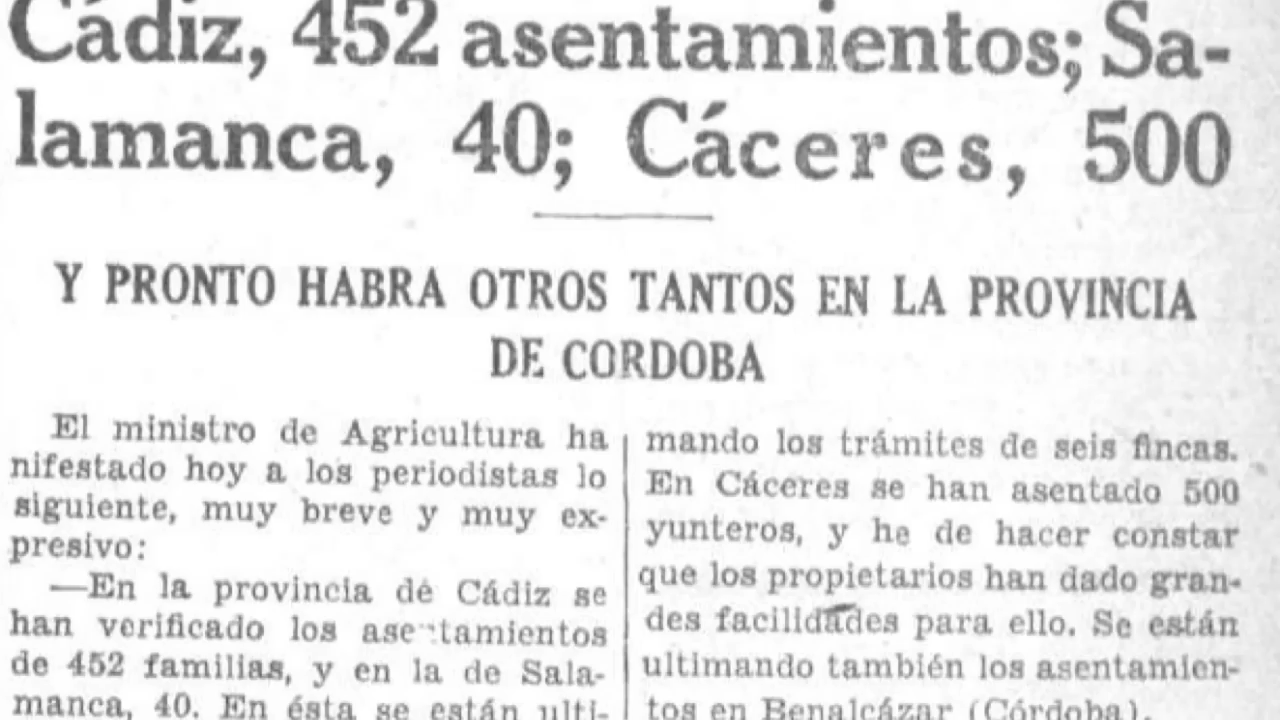 Cádiz, 452 asentamientos; Sa-
lamanca, 40; Cáceres, 500
Y PRONTO HABRA OTROS TANTOS EN LA PROVINCIA
DE CORDOBA
El ministro de Agricultura ha
nifestado hoy a los periodistas lo
siguiente, muy breve y muy ex-
presivo:
—En la provincia de Cádiz se
han verificado los asentamientos
de 452 familias, y en la de Sala-
manca, 40. En ésta se están ulti-
mando los trámites de seis fincas.
En Cáceres se han asentado 500
yunteros, y he de hacer constar
que los propietarios han dado gran-
des facilidades para ello. Se están
ultimando también los asentamien-
tos en Benalcázar (Córdoba).